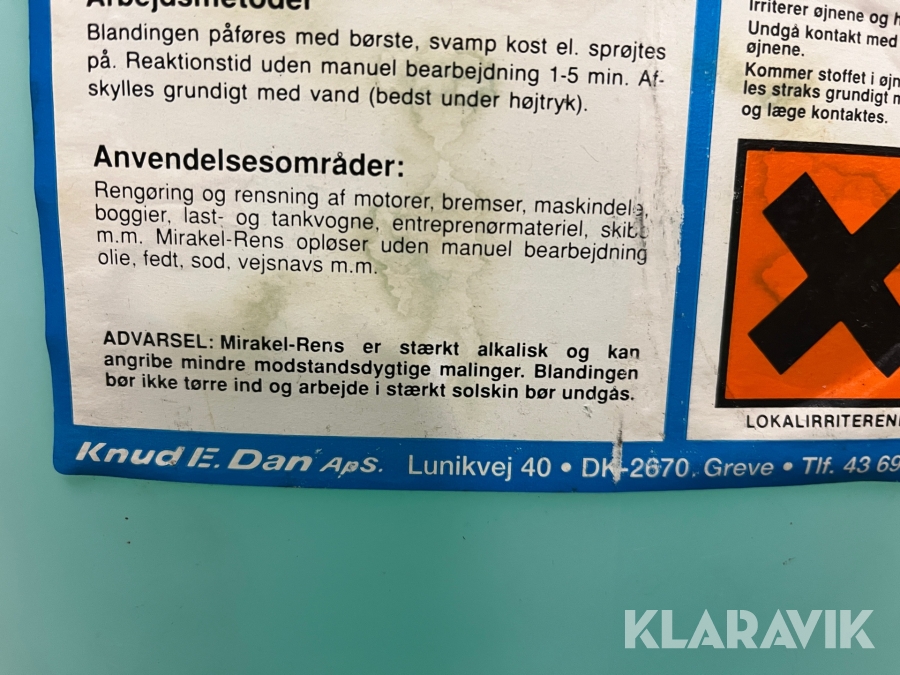 Arbejdsmetoder
Blandingen påføres med børste, svamp kost el. sprøjtes
på. Reaktionstid uden manuel bearbejdning 1-5 min. Af-
skylles grundigt med vand (bedst under højtryk).
Anvendelsesområder:
Rengøring og rensning af motorer, bremser, maskindele,
boggier, last- og tankvogne, entreprenørmateriel, skibe
m.m. Mirakel-Rens opløser uden manuel bearbejdning
olie, fedt, sod, vejsnavs m.m.
ADVARSEL: Mirakel-Rens er stærkt alkalisk og kan
angribe mindre modstandsdygtige malinger. Blandingen
bør ikke tørre ind og arbejde i stærkt solskin bør undgås.
Irriterer øjnene og
Undgå kontakt med
øjnene.
Kommer stoffet i
les straks grundigt
og læge kontaktes.
LOKALIRRITEREN
Knud E. Dan ApS. Lunikvej 40 • DK-2670. Greve • Tlf. 43 69
KLARAVIK